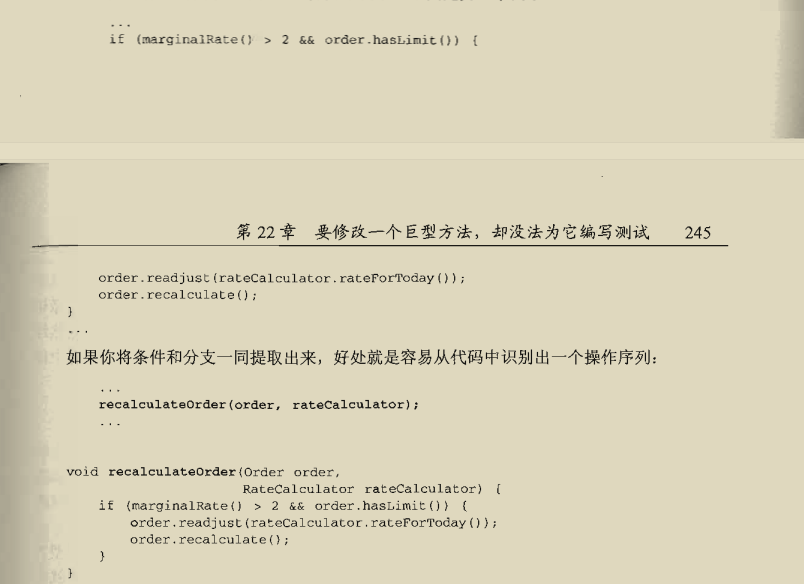 ...
if (marginalRate() > 2 && order.hasLimit()) {
第 22 章 要修改一个巨型方法，却没法为它编写测试 245
order.readjust(rateCalculator.rateForToday());
order.recalculate();
}
...
如果你将条件和分支一同提取出来，好处就是容易从代码中识别出一个操作序列：
...
recalculateOrder(order, rateCalculator);
...
void recalculateOrder(Order order,
RateCalculator rateCalculator) {
if (marginalRate() > 2 && order.hasLimit()) {
order.readjust(rateCalculator.rateForToday());
order.recalculate();
}
}